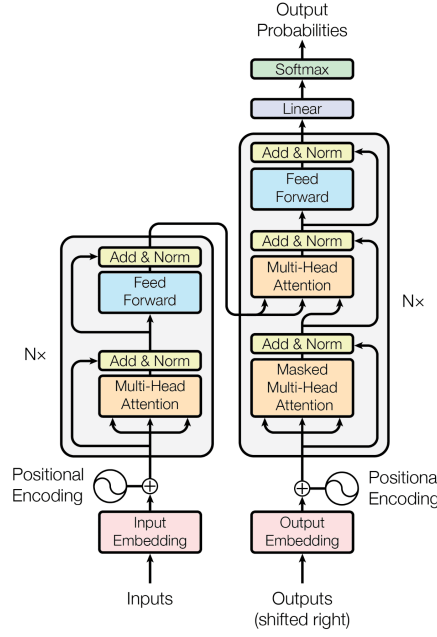 Output
Probabilities
Softmax
Linear
Add & Norm
Feed
Forward
Add & Norm
Multi-Head
Attention
Add & Norm
Masked
Multi-Head
Attention
Nx
Add & Norm
Feed
Forward
Add & Norm
Multi-Head
Attention
Nx
Positional
Encoding
Positional
Encoding
Input
Embedding
Output
Embedding
Inputs
Outputs
(shifted right)